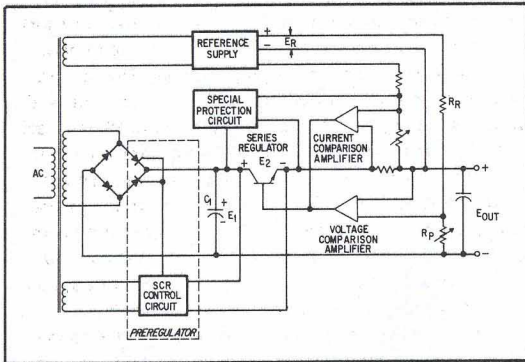 REFERENCE
SUPPLY
+
E_R
−
SPECIAL
PROTECTION
CIRCUIT
R_R
SERIES
REGULATOR
CURRENT
COMPARISON
AMPLIFIER
AC
+ E_2 −
+
C_1
+
E_1
−
E_OUT
R_P
VOLTAGE
COMPARISON
AMPLIFIER
−
SCR
CONTROL
CIRCUIT
PREREGULATOR